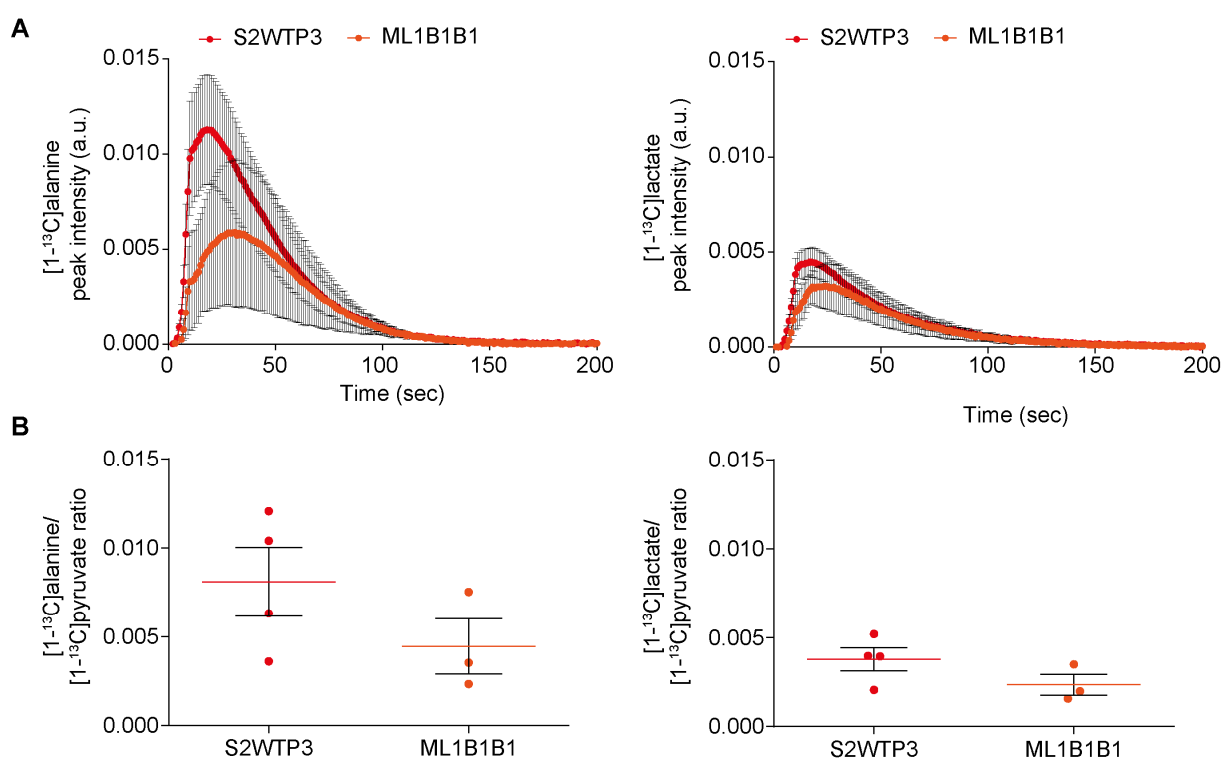 A
S2WTP3 ML1B1B1
[1-¹³C]alanine
peak intensity (a.u.)
0.015
0.010
0.005
0.000
0 50 100 150 200
Time (sec)
S2WTP3 ML1B1B1
[1-¹³C]lactate
peak intensity (a.u.)
0.015
0.010
0.005
0.000
0 50 100 150 200
Time (sec)
B
[1-¹³C]alanine/
[1-¹³C]pyruvate ratio
0.015
0.010
0.005
0.000
S2WTP3 ML1B1B1
[1-¹³C]lactate/
[1-¹³C]pyruvate ratio
0.015
0.010
0.005
0.000
S2WTP3 ML1B1B1